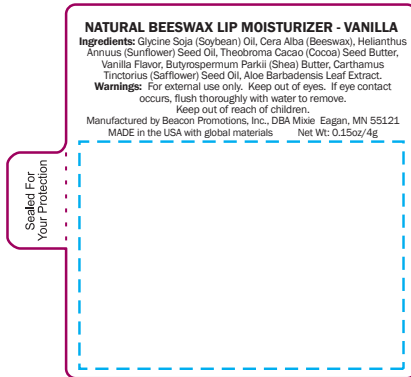 NATURAL BEESWAX LIP MOISTURIZER - VANILLA
Ingredients: Glycine Soja (Soybean) Oil, Cera Alba (Beeswax), Helianthus
Annuus (Sunflower) Seed Oil, Theobroma Cacao (Cocoa) Seed Butter,
Vanilla Flavor, Butyrospermum Parkii (Shea) Butter, Carthamus
Tinctorius (Safflower) Seed Oil, Aloe Barbadensis Leaf Extract.
Warnings: For external use only. Keep out of eyes. If eye contact
occurs, flush thoroughly with water to remove.
Keep out of reach of children.
Manufactured by Beacon Promotions, Inc., DBA Mixie Eagan, MN 55121
MADE in the USA with global materials Net Wt: 0.15oz/4g
Sealed For
Your Protection